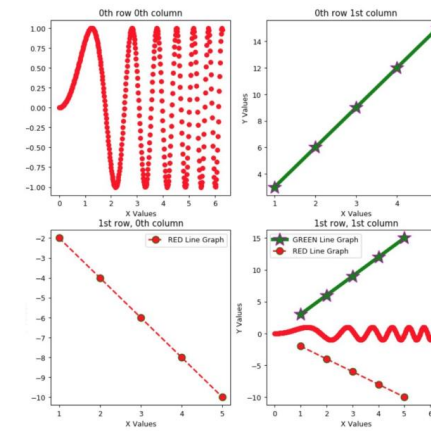 0th row 0th column
1.00
0.75
0.50
0.25
0.00
−0.25
−0.50
−0.75
−1.00
0 1 2 3 4 5 6
X Values
0th row 1st column
Y Values
14
12
10
8
6
4
1 2 3 4
X Values
1st row, 0th column
RED Line Graph
−2
−3
−4
−5
−6
−7
−8
−9
−10
1 2 3 4 5
X Values
1st row, 1st column
GREEN Line Graph
RED Line Graph
Y Values
15
10
5
0
−5
−10
0 1 2 3 4 5 6
X Values